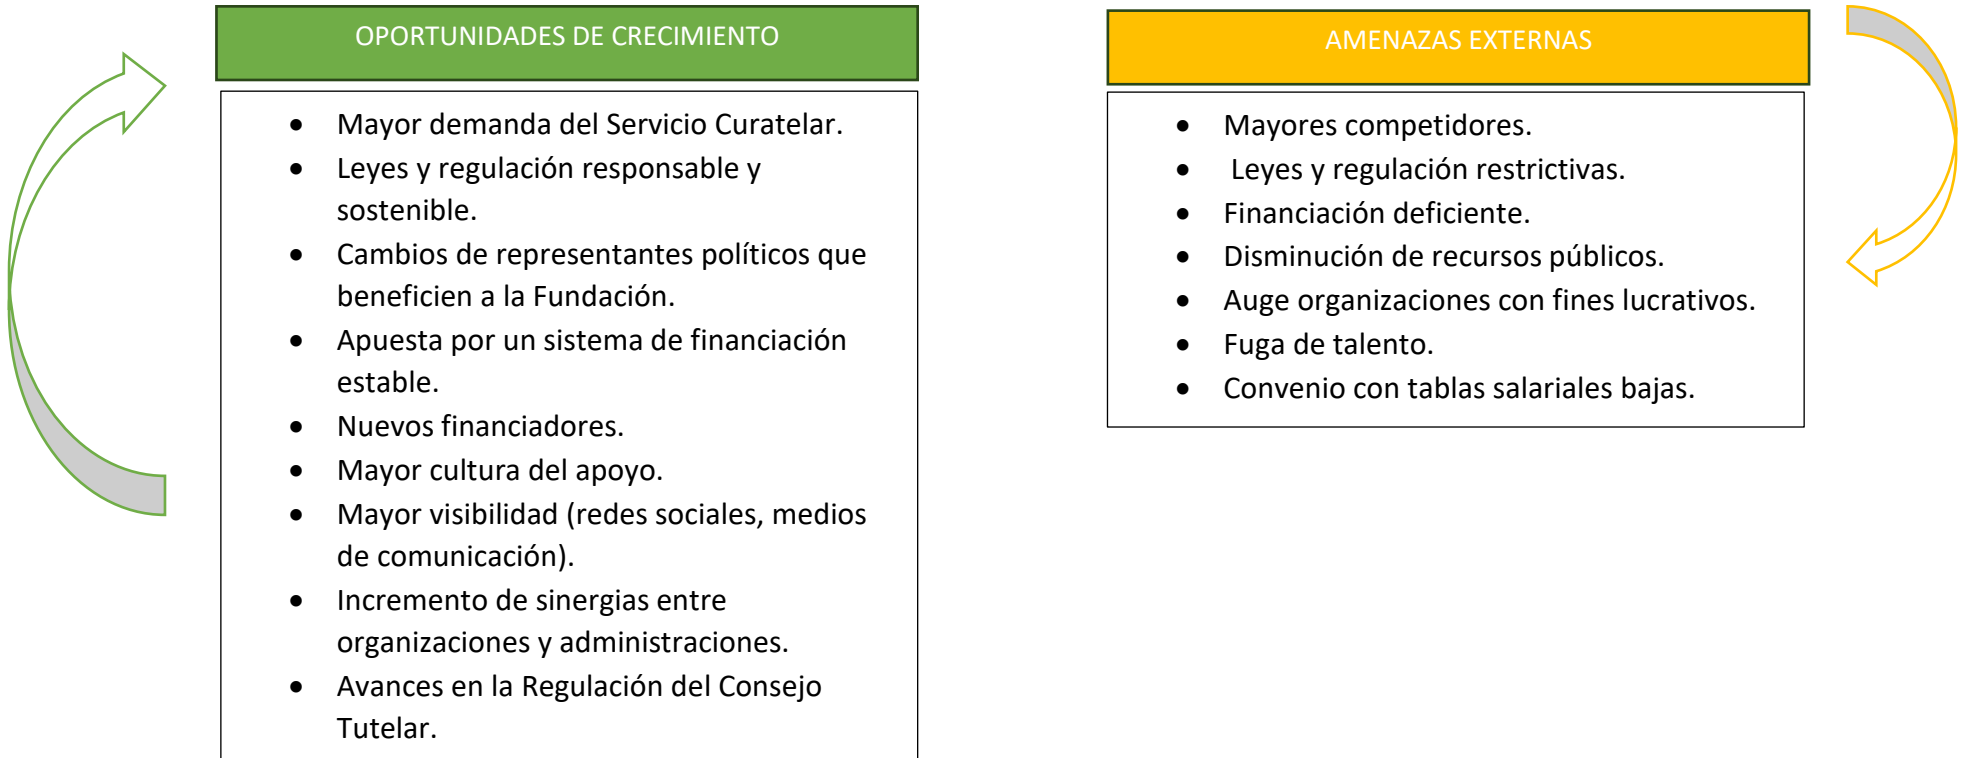 OPORTUNIDADES DE CRECIMIENTO
• Mayor demanda del Servicio Curatelar.
• Leyes y regulación responsable y
sostenible.
• Cambios de representantes políticos que
beneficien a la Fundación.
• Apuesta por un sistema de financiación
estable.
• Nuevos financiadores.
• Mayor cultura del apoyo.
• Mayor visibilidad (redes sociales, medios
de comunicación).
• Incremento de sinergias entre
organizaciones y administraciones.
• Avances en la Regulación del Consejo
Tutelar.
AMENAZAS EXTERNAS
• Mayores competidores.
• Leyes y regulación restrictivas.
• Financiación deficiente.
• Disminución de recursos públicos.
• Auge organizaciones con fines lucrativos.
• Fuga de talento.
• Convenio con tablas salariales bajas.